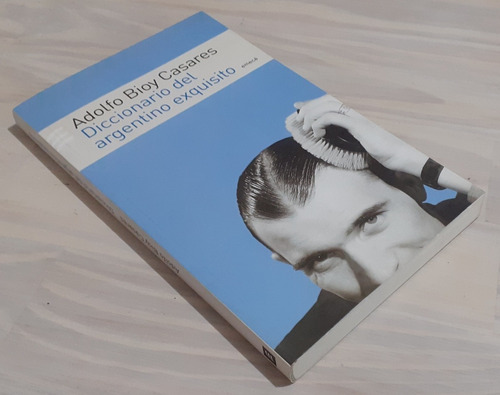 Adolfo Bioy Casares
Diccionario del
argentino exquisito
emecé